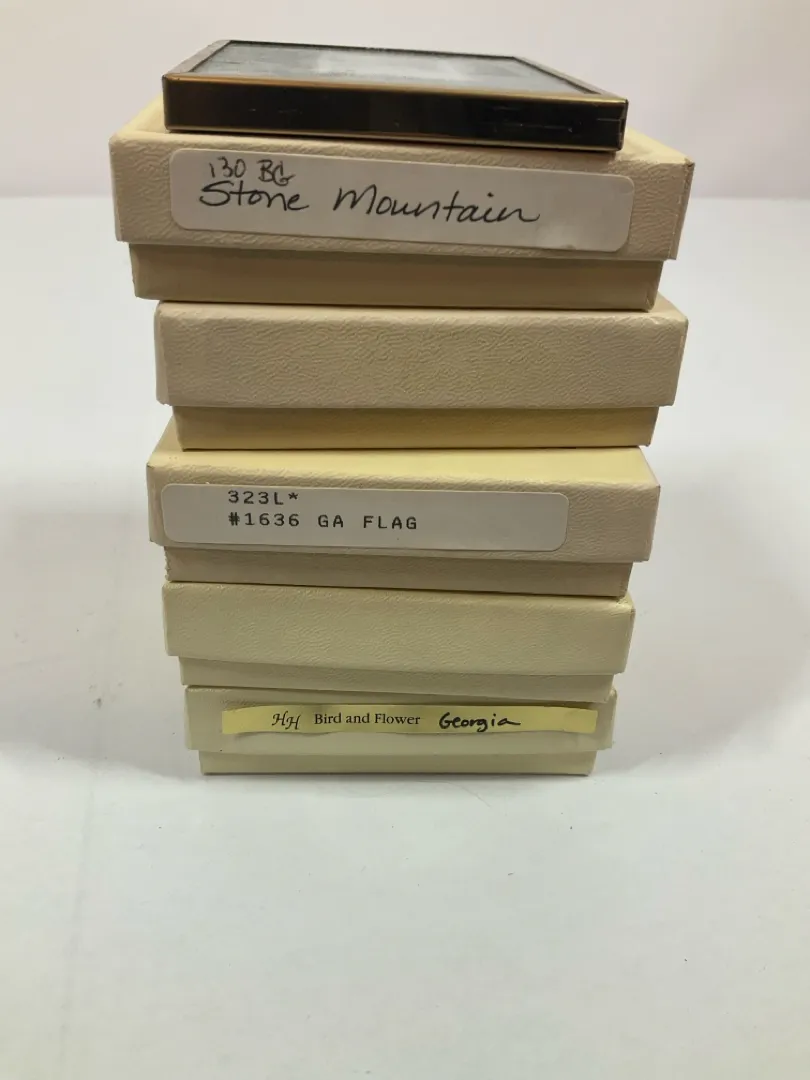 130 BG
Stone Mountain
323L*
#1636 GA FLAG
HH Bird and Flower Georgia